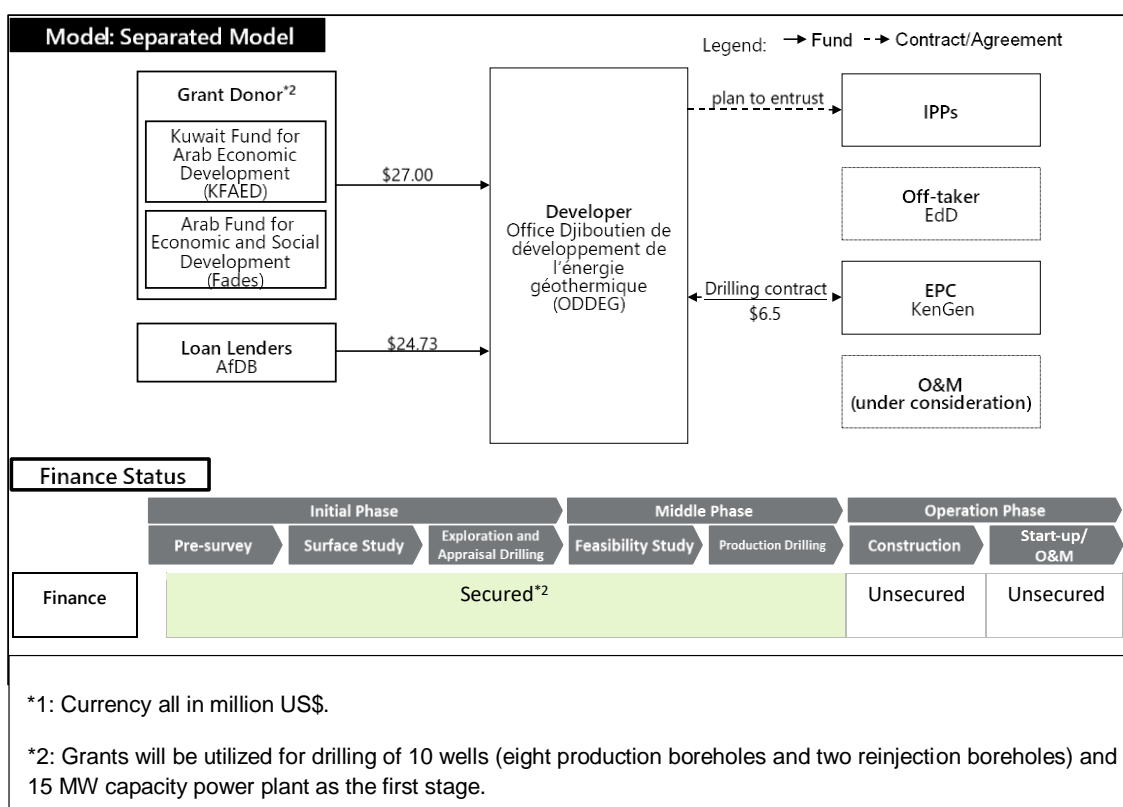 Model: Separated Model
Legend: Fund Contract/Agreement
Grant Donor*2
Kuwait Fund for
Arab Economic
Development
(KFAED)
Arab Fund for
Economic and Social
Development
(Fades)
$27.00
Loan Lenders
AfDB
$24.73
Developer
Office Djiboutien de
développement de
l'énergie
géothermique
(ODDEG)
plan to entrust
IPPs
Off-taker
EdD
Drilling contract
$6.5
EPC
KenGen
O&M
(under consideration)
Finance Status
Initial Phase
Middle Phase
Operation Phase
Pre-survey
Surface Study
Exploration and
Appraisal Drilling
Feasibility Study
Production Drilling
Construction
Start-up/
O&M
Finance
Secured*2
Unsecured
Unsecured
*1: Currency all in million US$.
*2: Grants will be utilized for drilling of 10 wells (eight production boreholes and two reinjection boreholes) and
15 MW capacity power plant as the first stage.